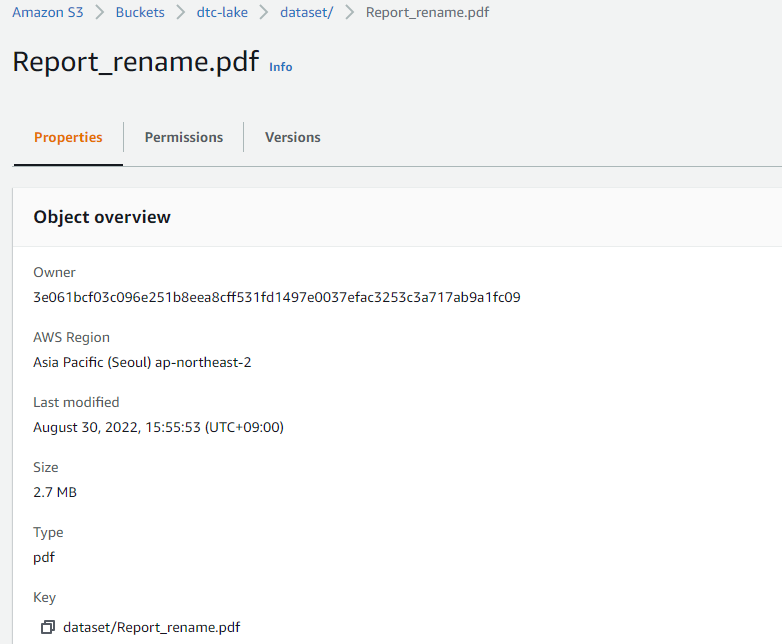 Amazon S3 > Buckets > dtc-lake > dataset/ > Report_rename.pdf
Report_rename.pdf Info
Properties Permissions Versions
Object overview
Owner
3e061bcf03c096e251b8eea8cff531fd1497e0037efac3253c3a717ab9a1fc09
AWS Region
Asia Pacific (Seoul) ap-northeast-2
Last modified
August 30, 2022, 15:55:53 (UTC+09:00)
Size
2.7 MB
Type
pdf
Key
dataset/Report_rename.pdf